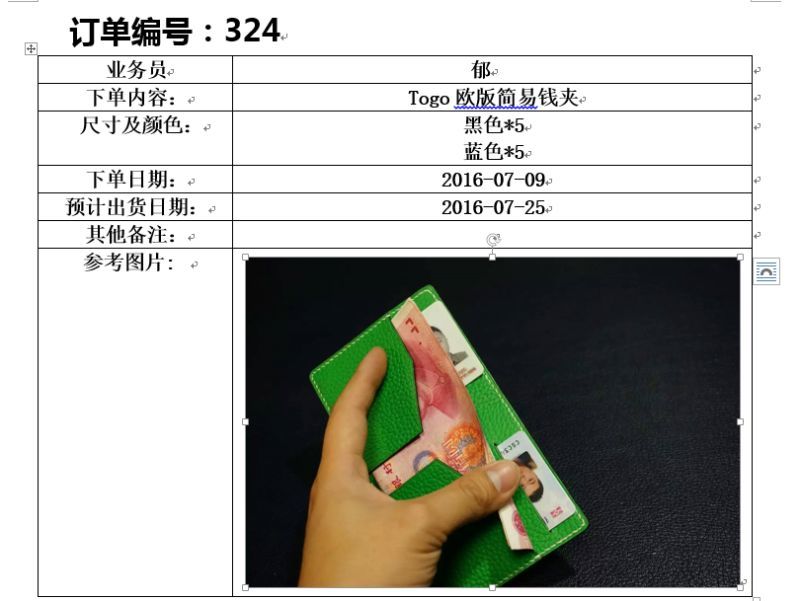 订单编号：324
业务员 郁
下单内容： Togo 欧版简易钱夹
尺寸及颜色： 黑色*5
蓝色*5
下单日期： 2016-07-09
预计出货日期： 2016-07-25
其他备注：
参考图片: